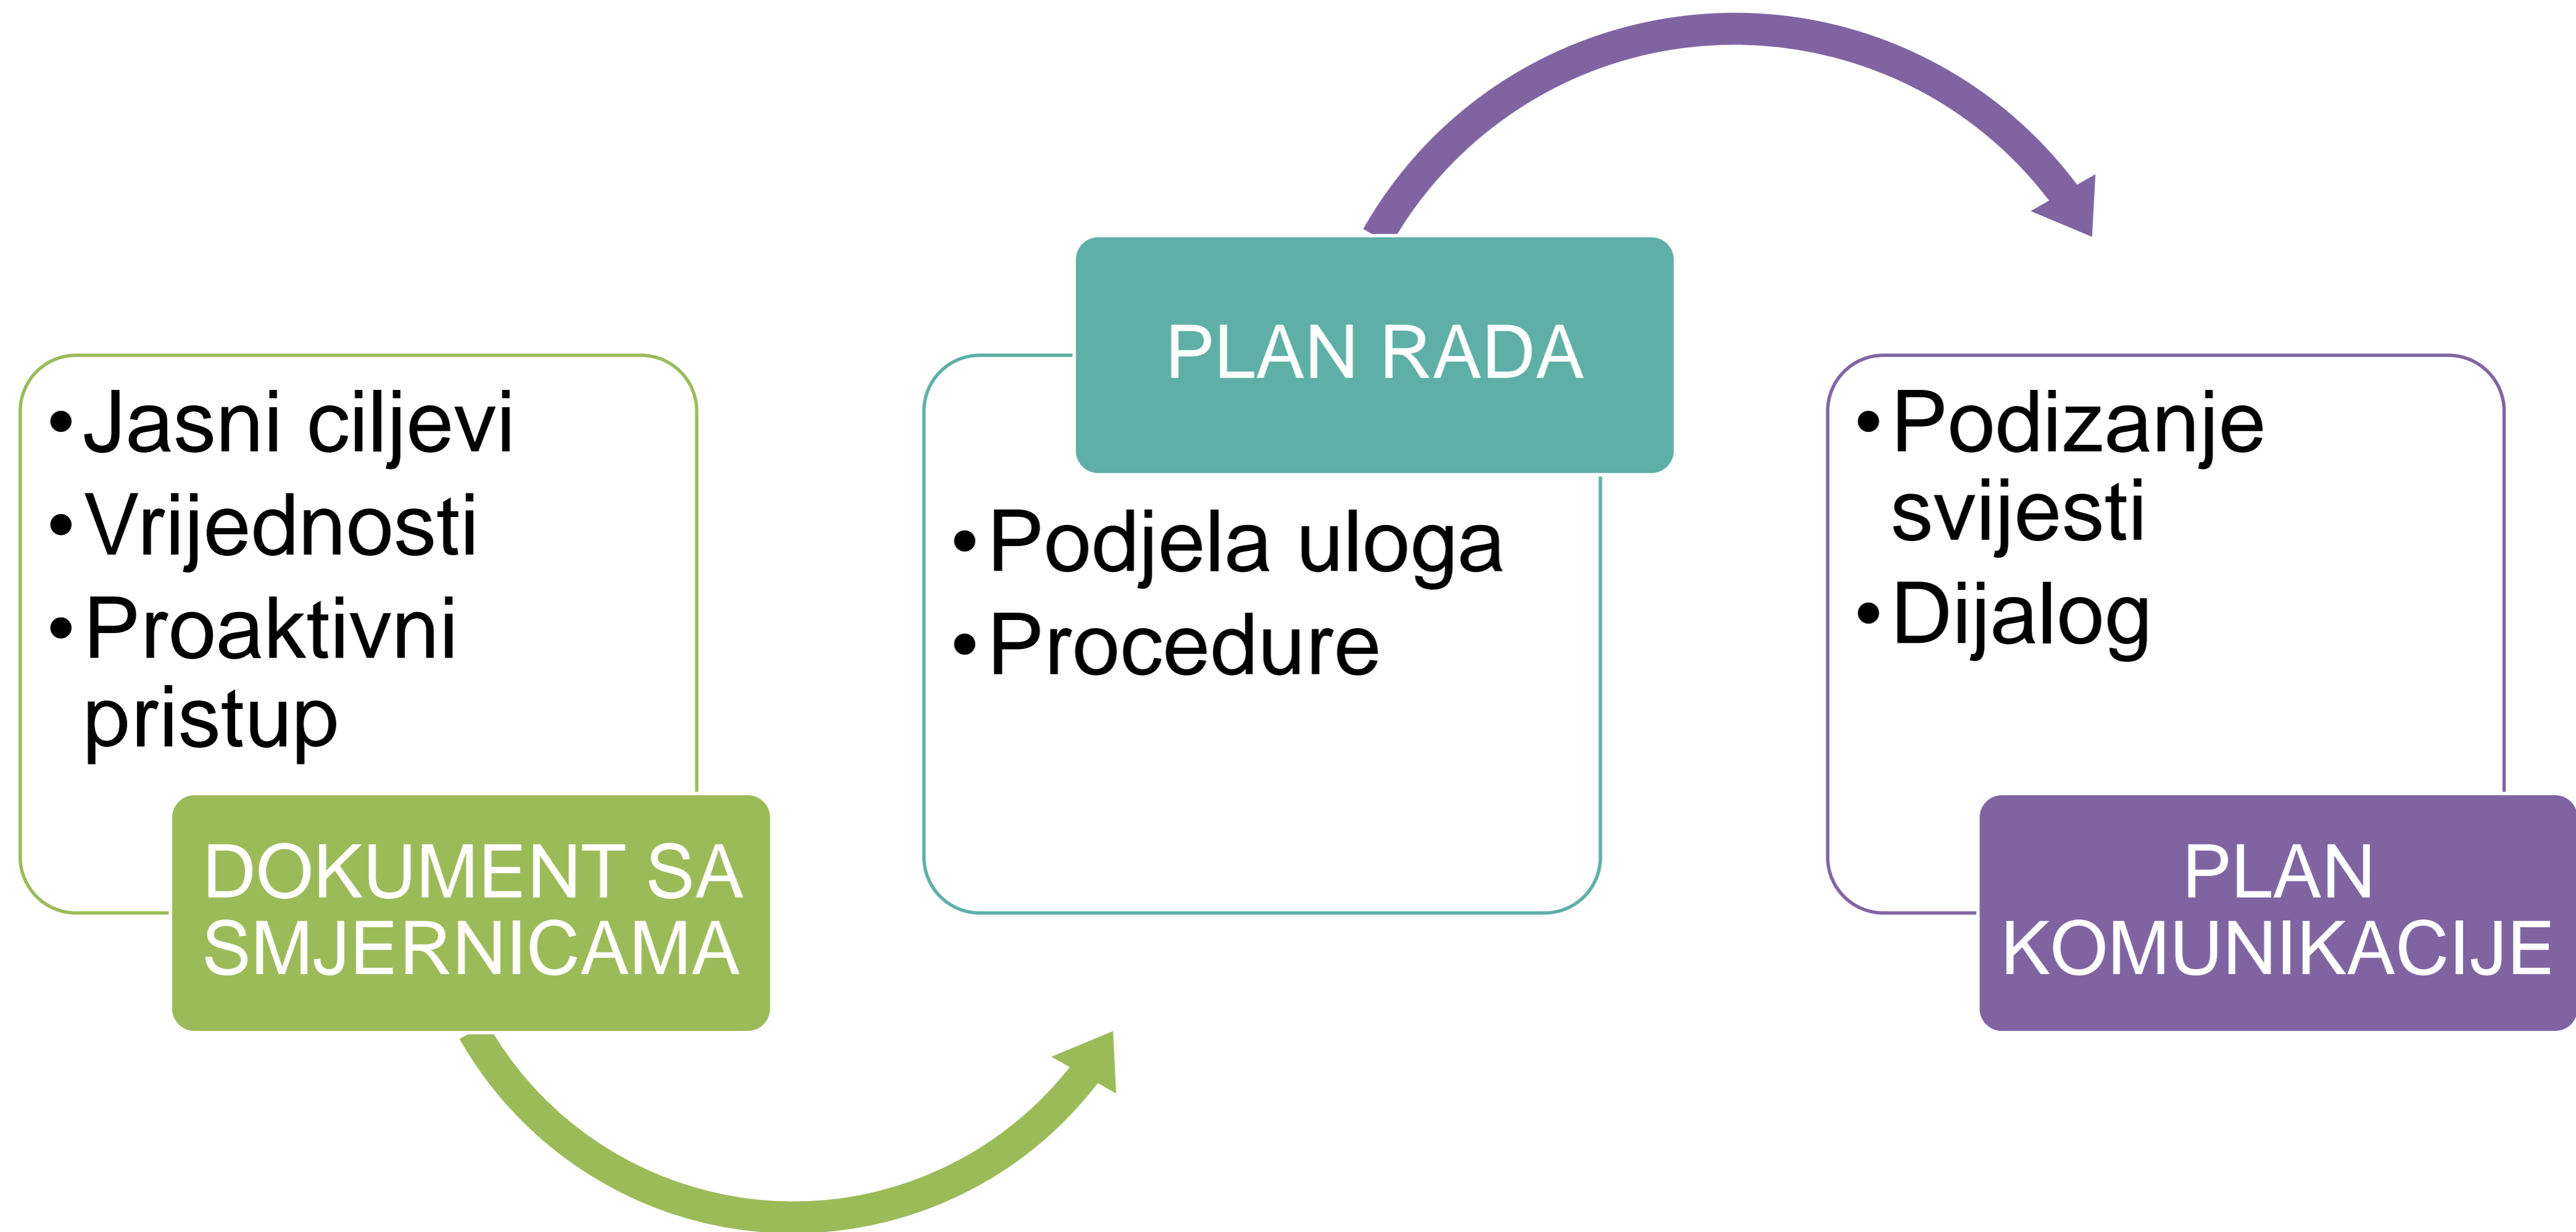 •Jasni ciljevi
•Vrijednosti
•Proaktivni
pristup
DOKUMENT SA
SMJERNICAMA
PLAN RADA
•Podjela uloga
•Procedure
•Podizanje
svijesti
•Dijalog
PLAN
KOMUNIKACIJE